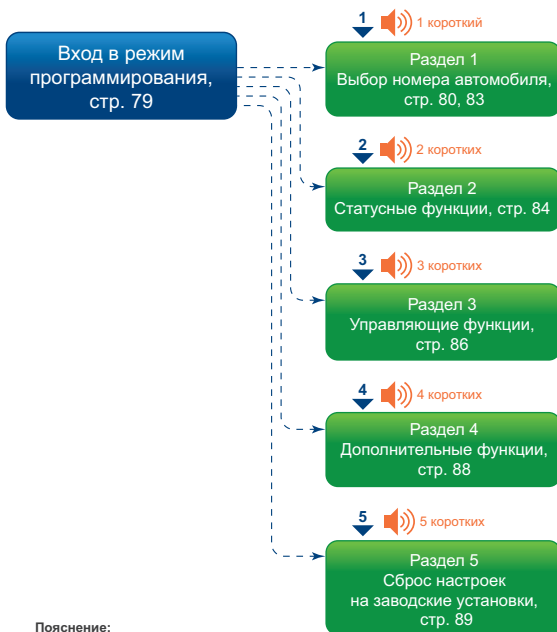 Вход в режим
программирования,
стр. 79
1
1 короткий
Раздел 1
Выбор номера автомобиля,
стр. 80, 83
2
2 коротких
Раздел 2
Статусные функции, стр. 84
3
3 коротких
Раздел 3
Управляющие функции,
стр. 86
4
4 коротких
Раздел 4
Дополнительные функции,
стр. 88
5
5 коротких
Раздел 5
Сброс настроек
на заводские установки,
стр. 89
Пояснение: